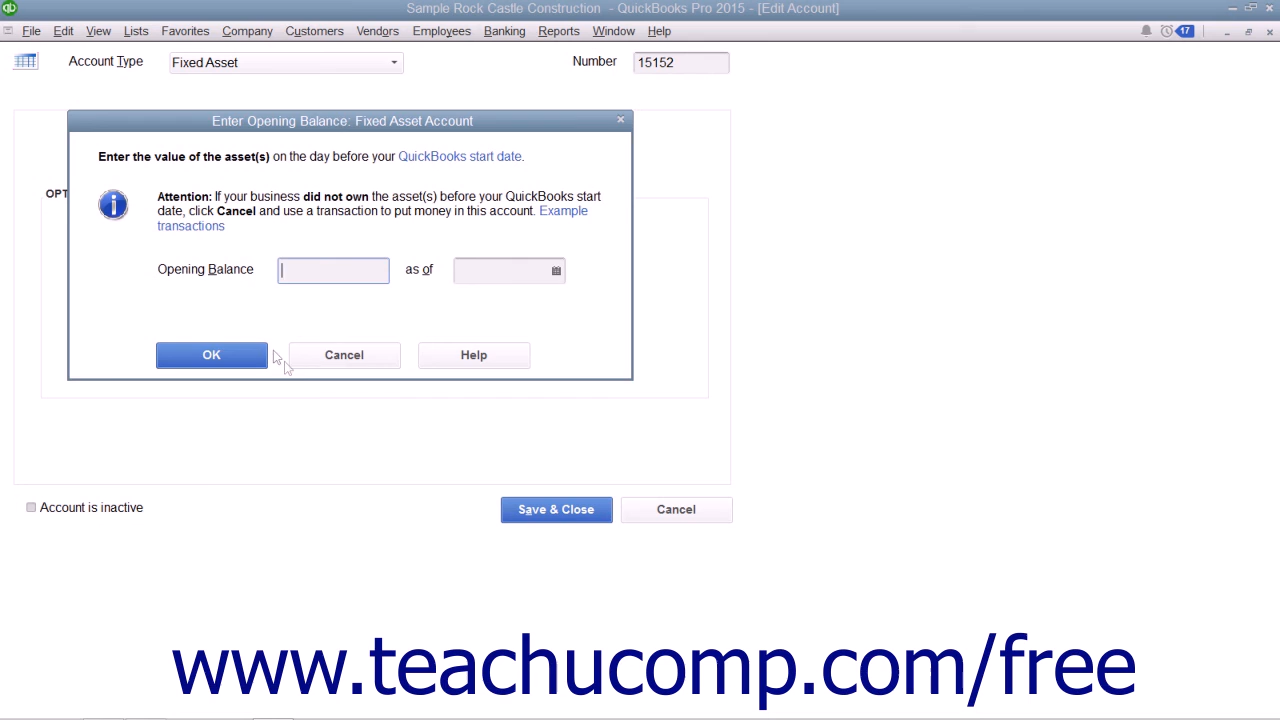 qb
Sample Rock Castle Construction - QuickBooks Pro 2015 - [Edit Account]
File Edit View Lists Favorites Company Customers Vendors Employees Banking Reports Window Help 17
Account Type Fixed Asset Number 15152
Enter Opening Balance: Fixed Asset Account
Enter the value of the asset(s) on the day before your QuickBooks start date.
OPT
Attention: If your business did not own the asset(s) before your QuickBooks start
date, click Cancel and use a transaction to put money in this account. Example
transactions
Opening Balance as of
OK Cancel Help
Account is inactive Save & Close Cancel
www.teachucomp.com/free